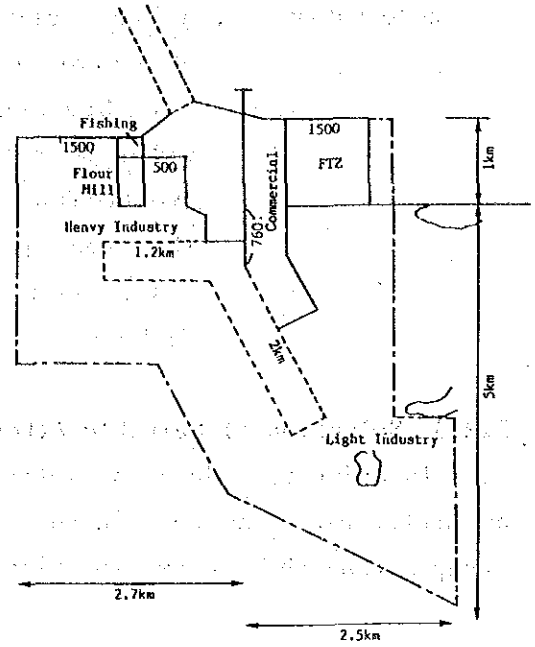 Fishing
1500
500
Flour
Mill
1500
FTZ
1km
Commercial
760
Heavy Industry
1.2km
2km
5km
Light Industry
2.7km
2.5km